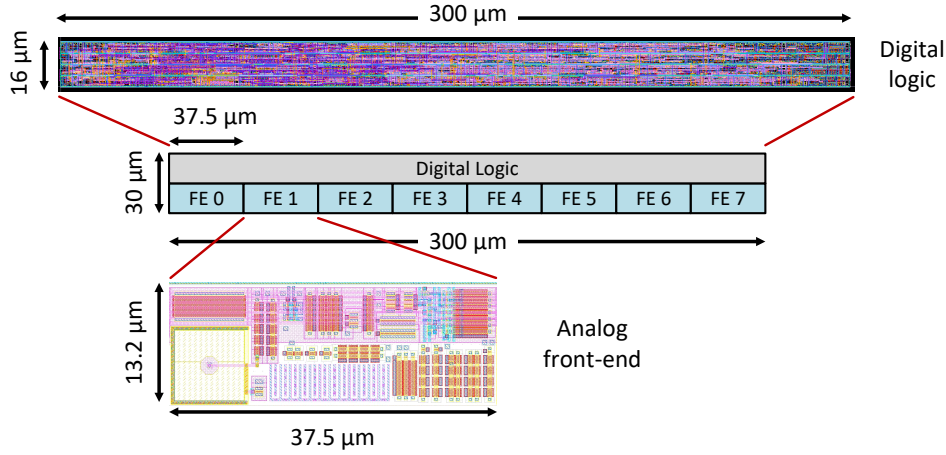 300 µm
16 µm
Digital
logic
37.5 µm
30 µm
Digital Logic
FE 0 FE 1 FE 2 FE 3 FE 4 FE 5 FE 6 FE 7
300 µm
13.2 µm
Analog
front-end
37.5 µm